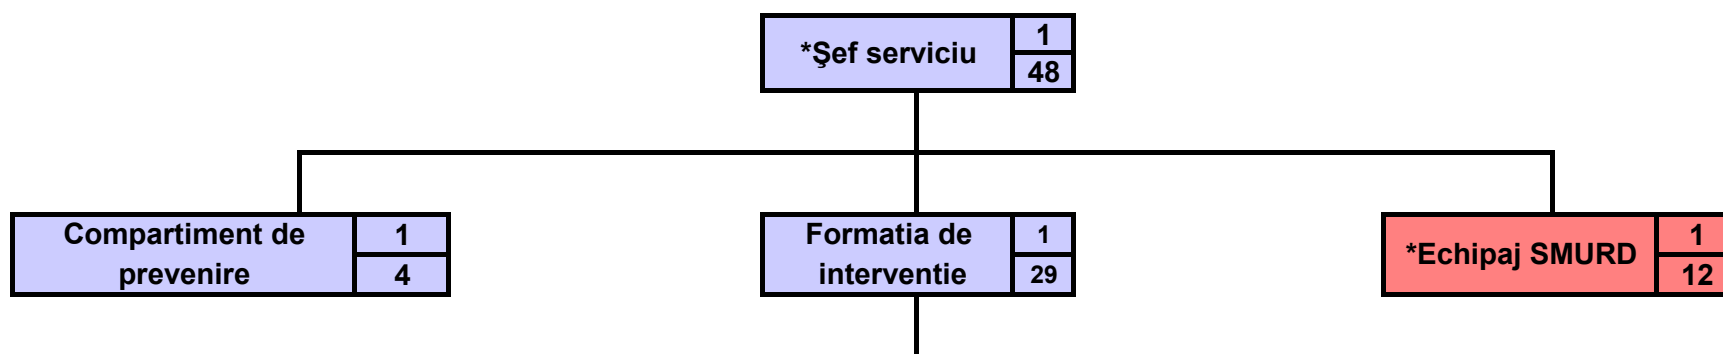 *Şef serviciu
1
48
Compartiment de
prevenire
1
4
Formatia de
interventie
1
29
*Echipaj SMURD
1
12